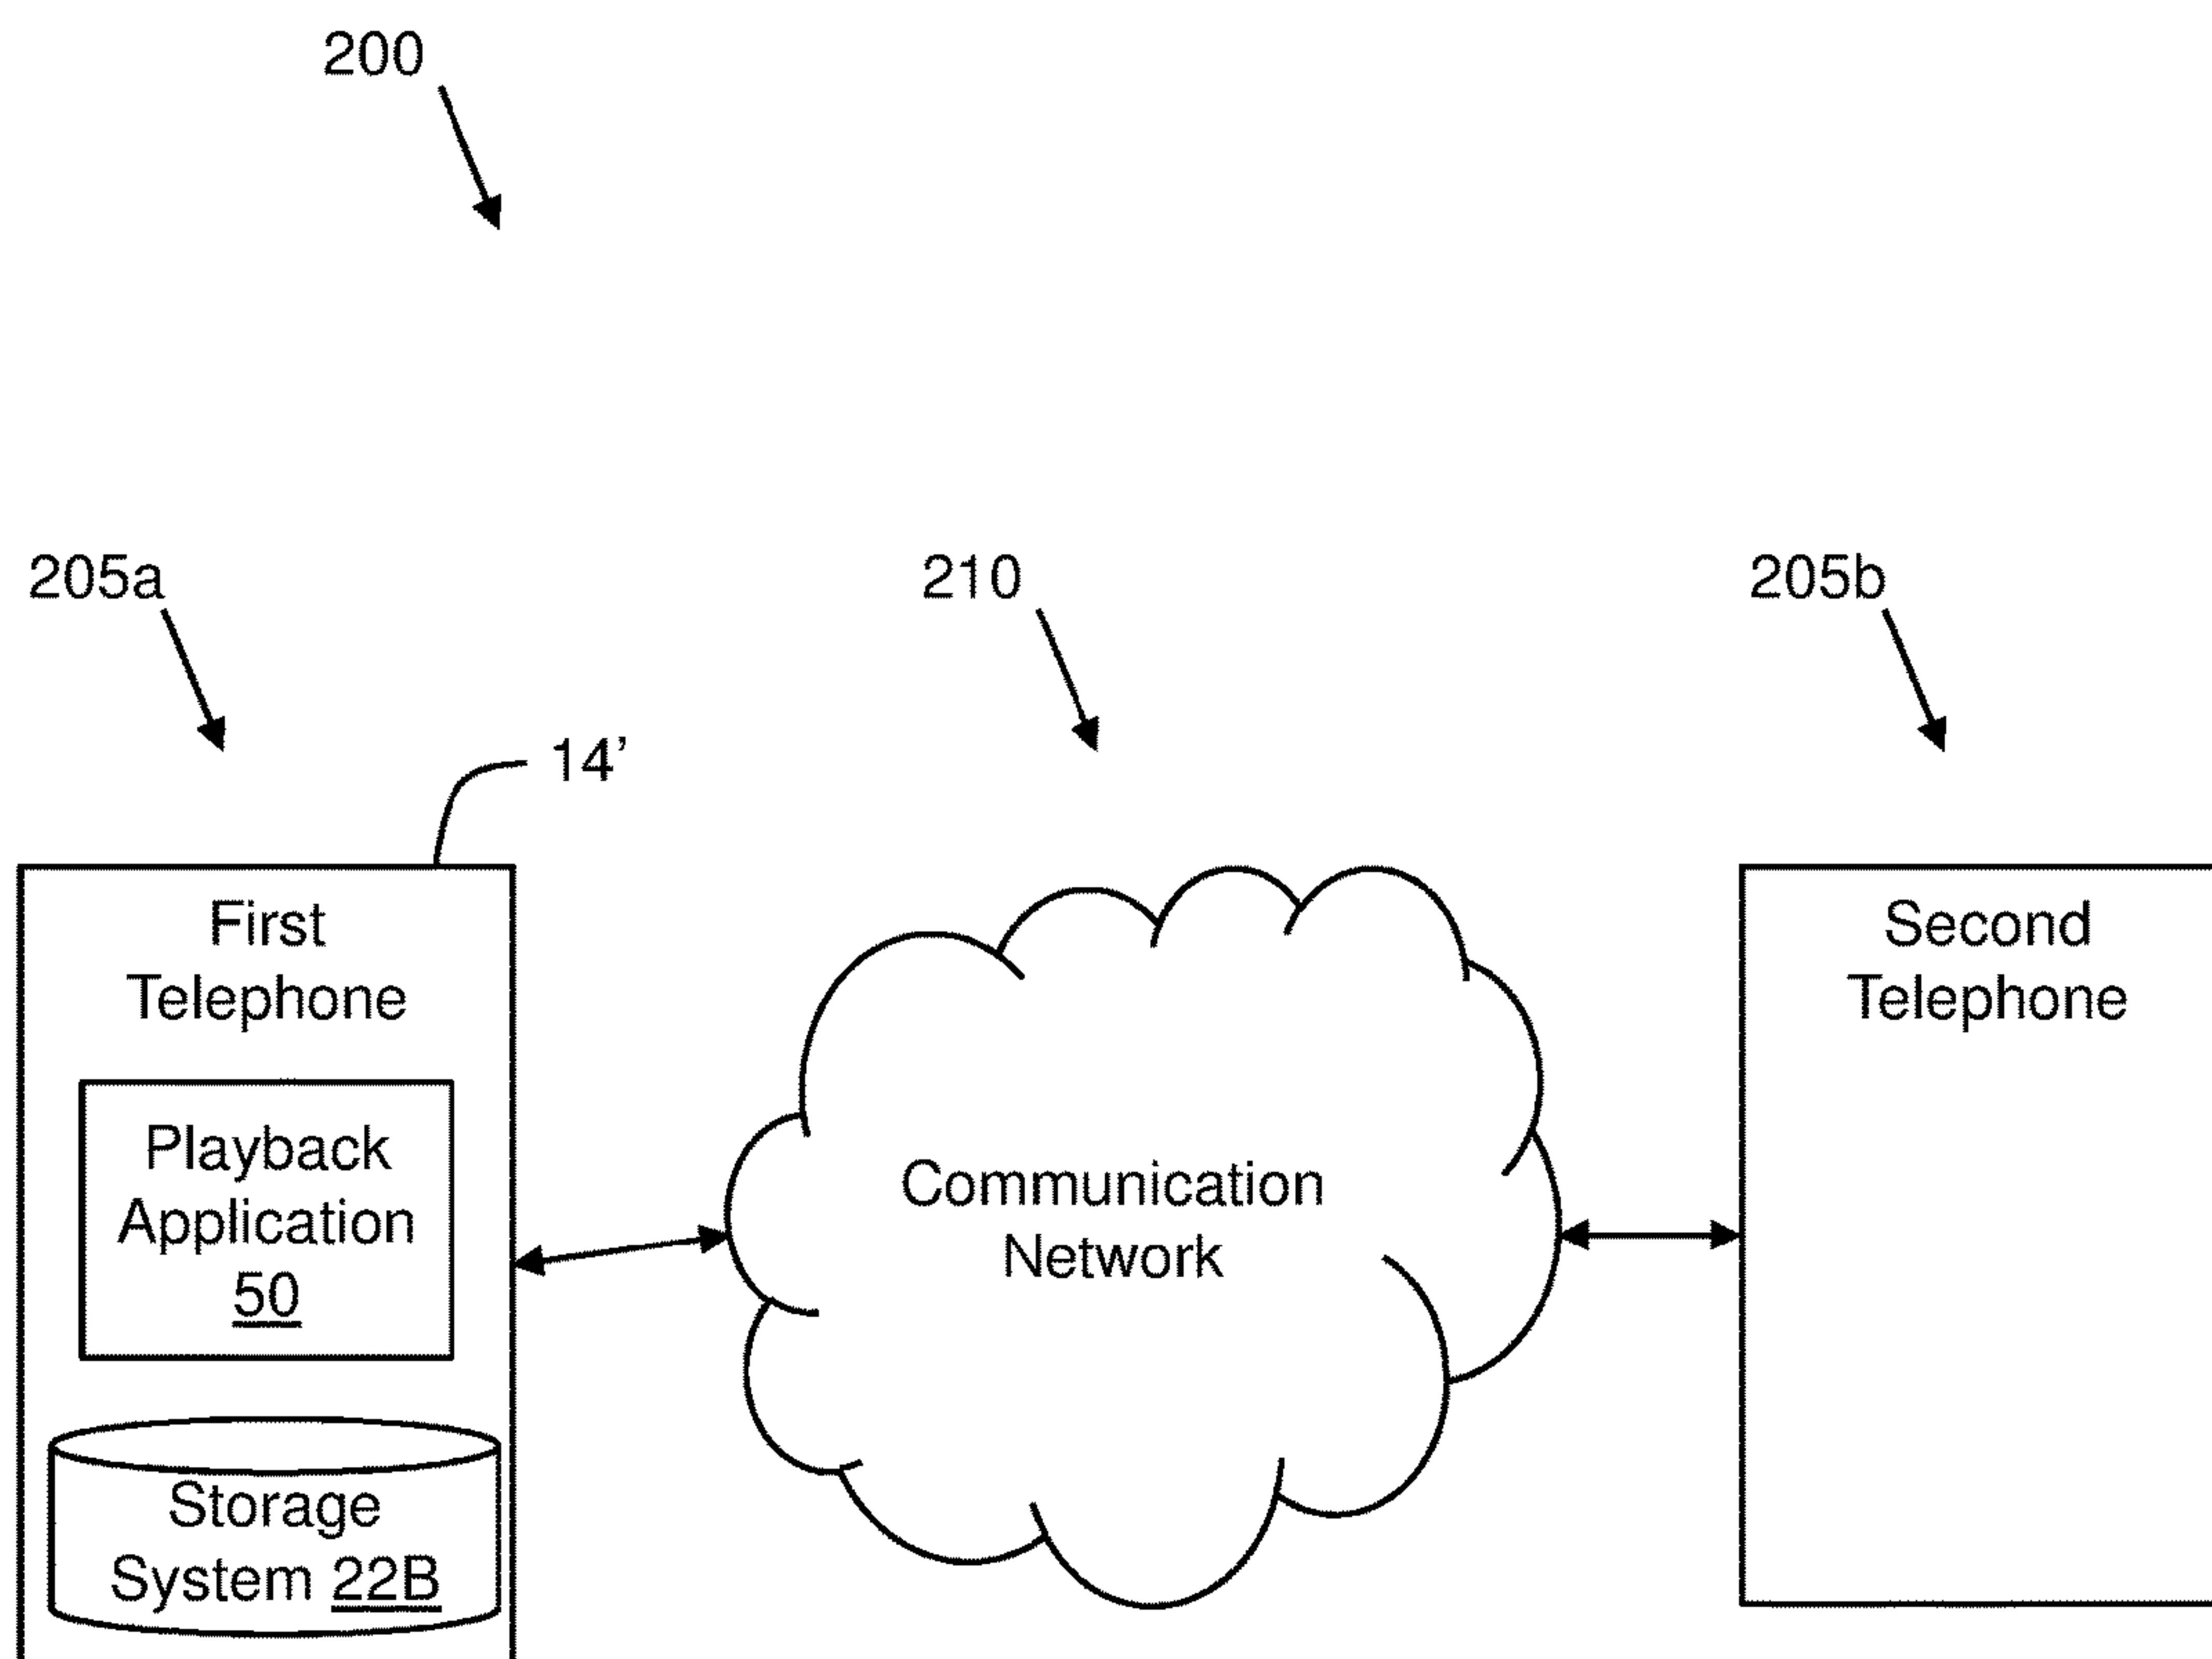 200
205a
210
205b
14’
First
Telephone
Playback
Application
50
Storage
System 22B
Communication
Network
Second
Telephone